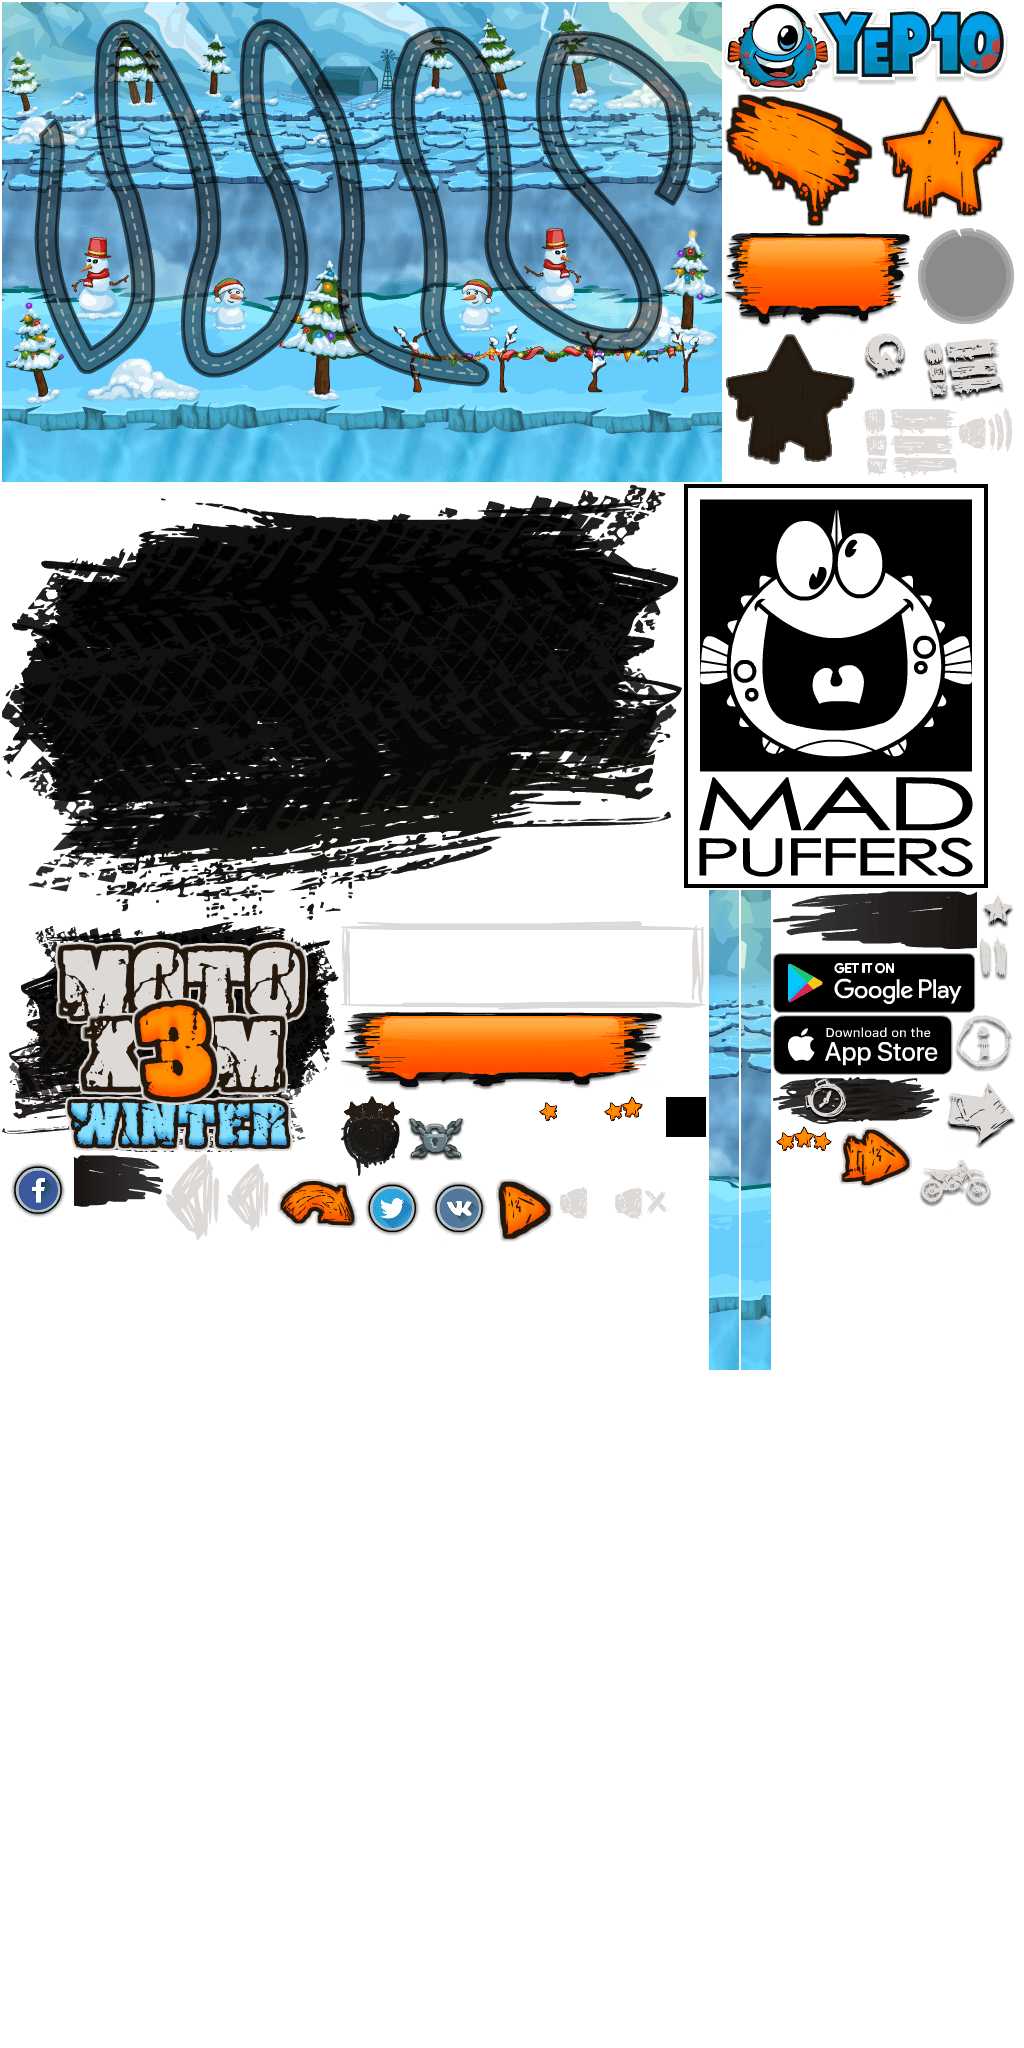 YEP10
MAD
PUFFERS
MOTO
X3M
WINTER
GET IT ON
Google Play
Download on the
App Store